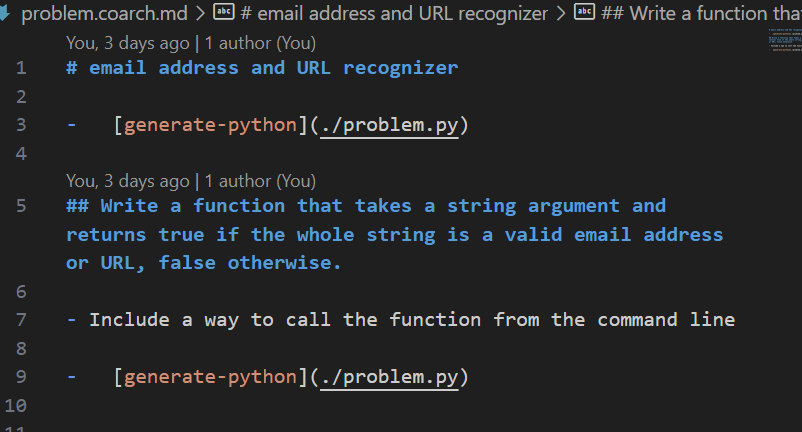 problem.coarch.md > abc # email address and URL recognizer > abc ## Write a function tha
You, 3 days ago | 1 author (You)
1 # email address and URL recognizer
2
3 - [generate-python](./problem.py)
4
You, 3 days ago | 1 author (You)
5 ## Write a function that takes a string argument and
returns true if the whole string is a valid email address
or URL, false otherwise.
6
7 - Include a way to call the function from the command line
8
9 - [generate-python](./problem.py)
10
11